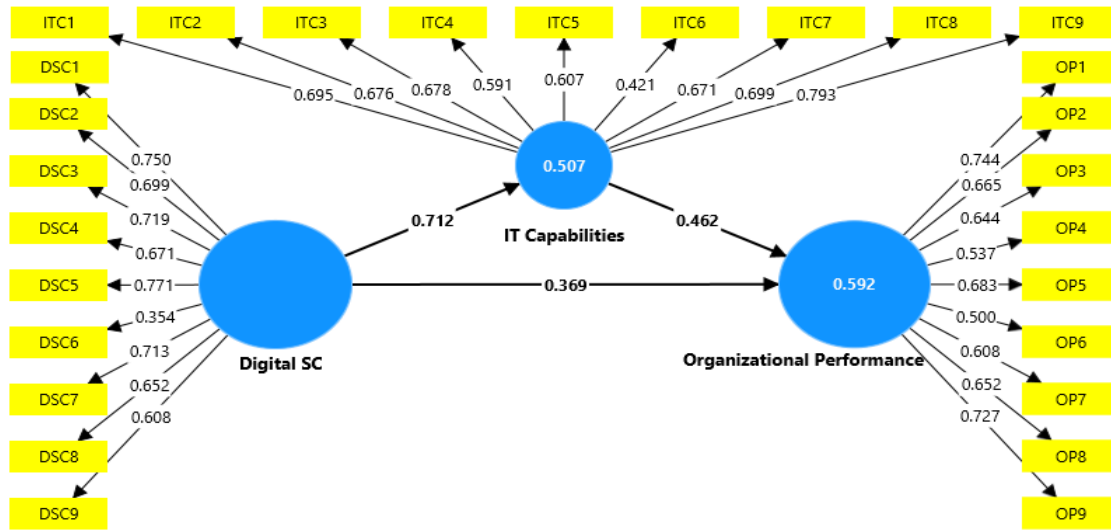 ITC1 ITC2 ITC3 ITC4 ITC5 ITC6 ITC7 ITC8 ITC9
DSC1
DSC2
DSC3
DSC4
DSC5
DSC6
DSC7
DSC8
DSC9
0.695 0.676 0.678 0.591 0.607 0.421 0.671 0.699 0.793
0.750
0.699
0.719
0.671
0.771
0.354
0.713
0.652
0.608
Digital SC
0.712
0.507
IT Capabilities
0.462
0.369
0.592
Organizational Performance
0.744
0.665
0.644
0.537
0.683
0.500
0.608
0.652
0.727
OP1
OP2
OP3
OP4
OP5
OP6
OP7
OP8
OP9